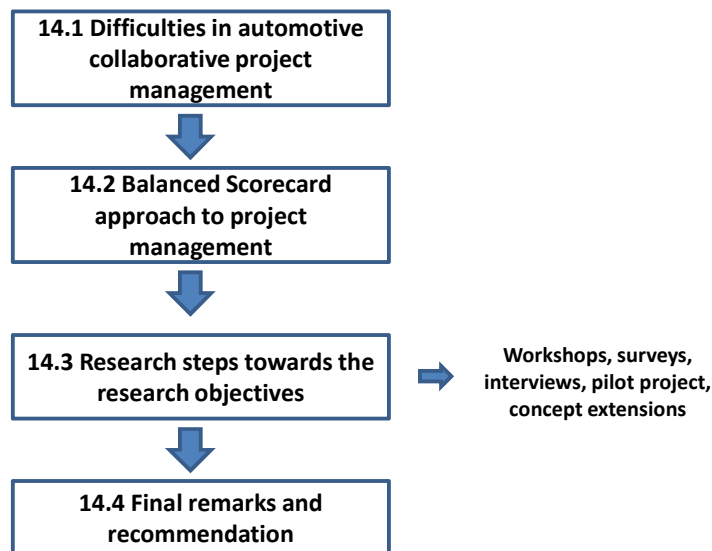 14.1 Difficulties in automotive
collaborative project
management
14.2 Balanced Scorecard
approach to project
management
14.3 Research steps towards the
research objectives
Workshops, surveys,
interviews, pilot project,
concept extensions
14.4 Final remarks and
recommendation